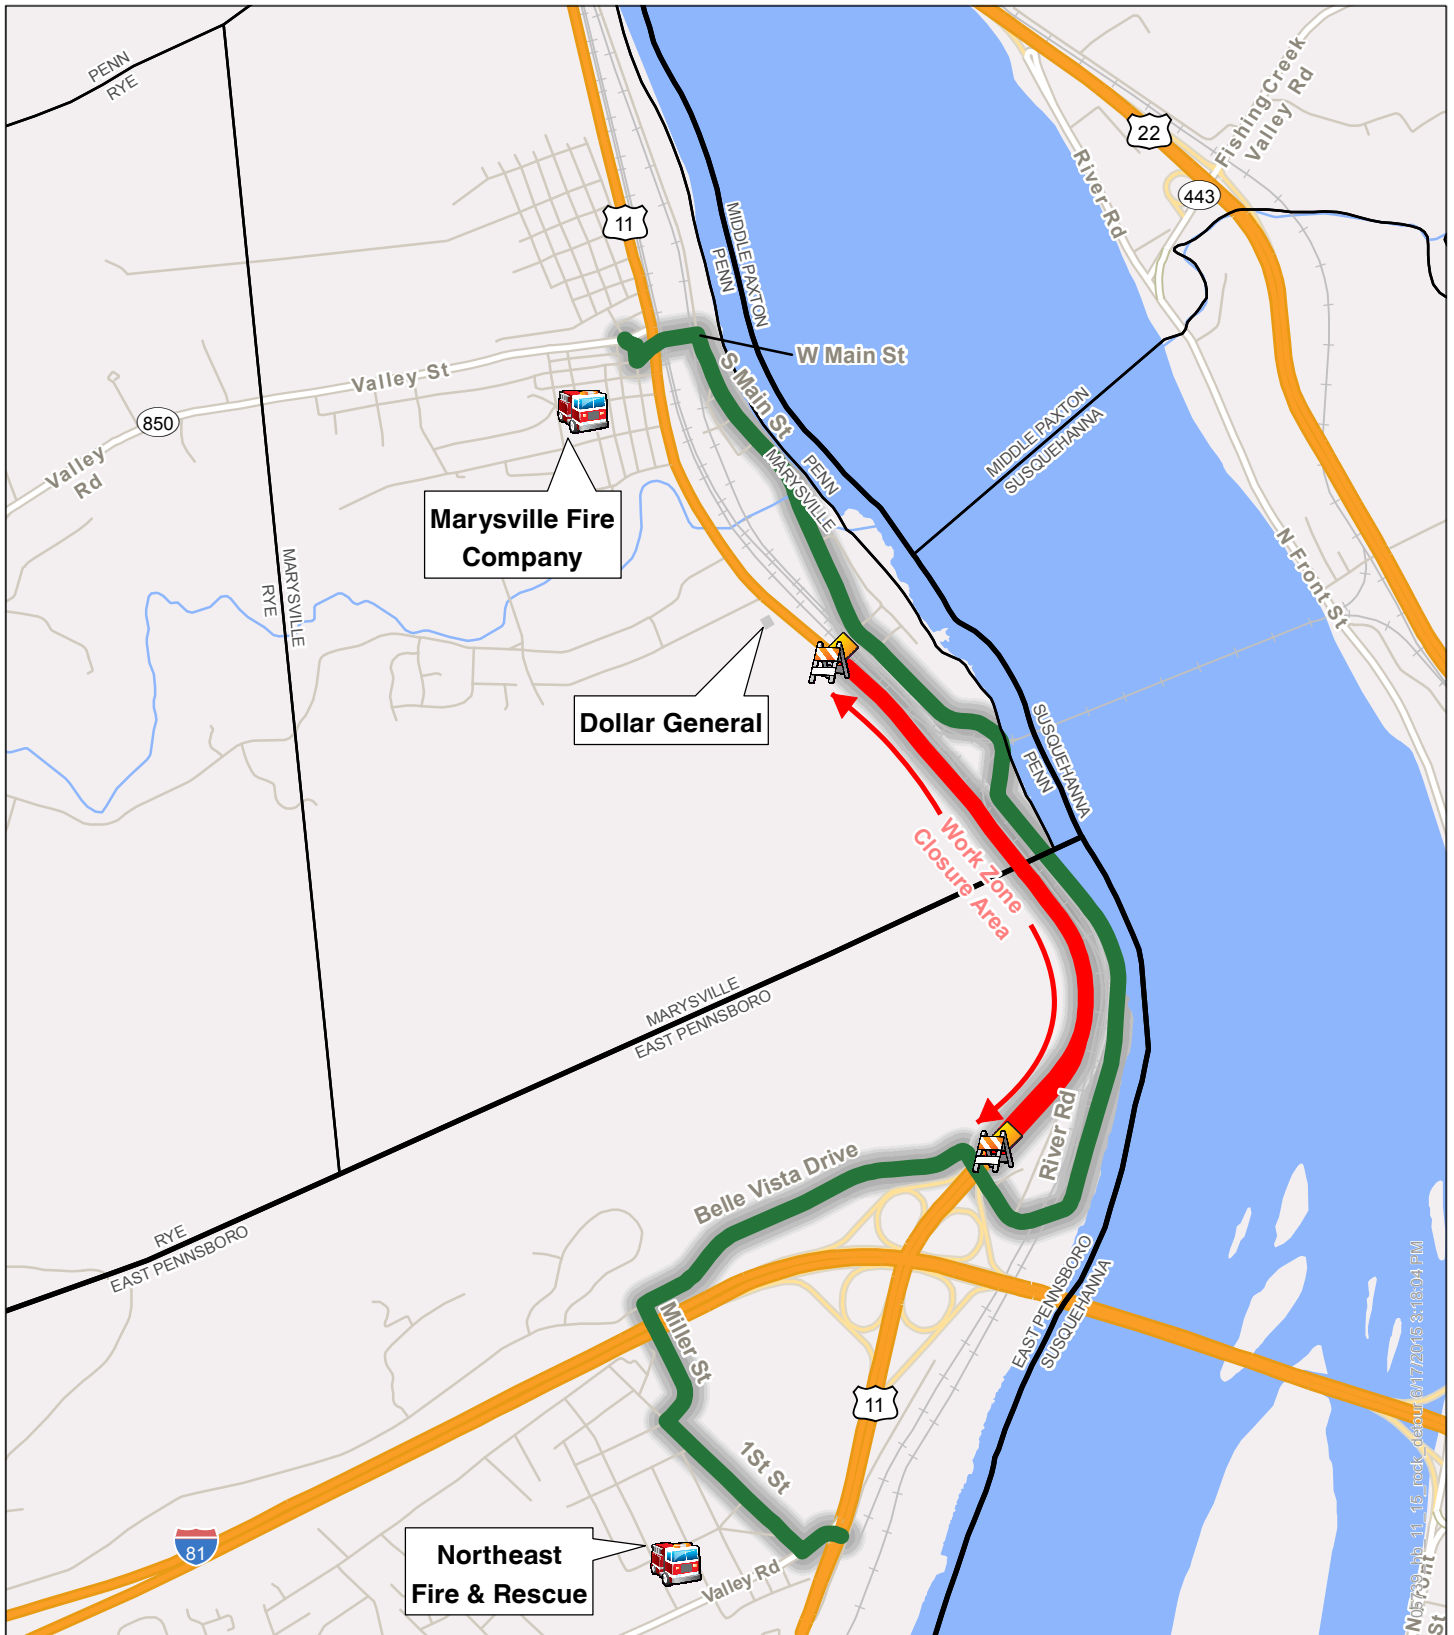 PENN
RYE
22
FishingCreek
Valley Rd
River Rd
443
11
MIDDLE PAXTON
PENN
W Main St
S Main St
Valley St
850
Valley
Rd
MIDDLE PAXTON
SUSQUEHANNA
PENN
MARYSVILLE
Marysville Fire
Company
N Front St
MARYSVILLE
RYE
Dollar General
SUSQUEHANNA
PENN
Work Zone
Closure Area
MARYSVILLE
EAST PENNSBORO
River Rd
Belle Vista Drive
RYE
EAST PENNSBORO
EAST PENNSBORO
SUSQUEHANNA
Miller St
11
1St St
81
Northeast
Fire & Rescue
Valley Rd